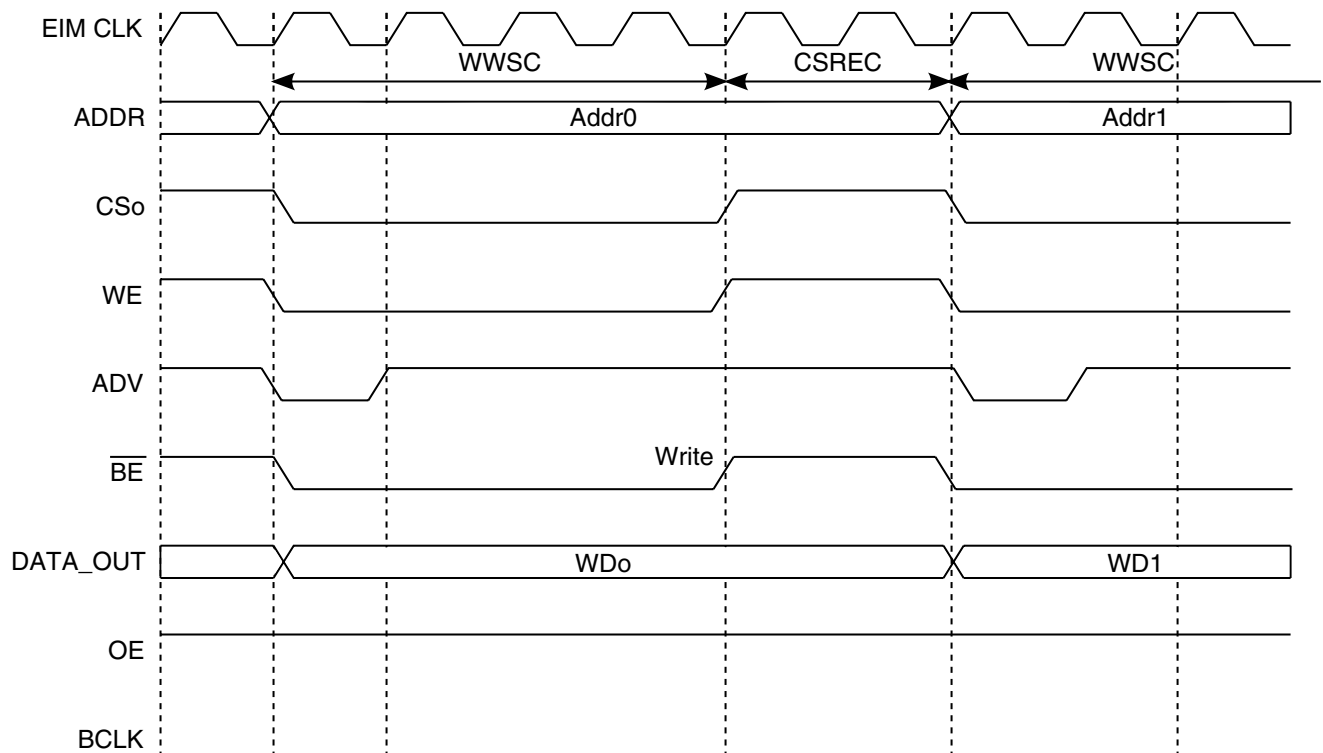 EIM CLK
WWSC CSREC WWSC
ADDR Addr0 Addr1
CSo
WE
ADV
BE Write
DATA_OUT WDo WD1
OE
BCLK